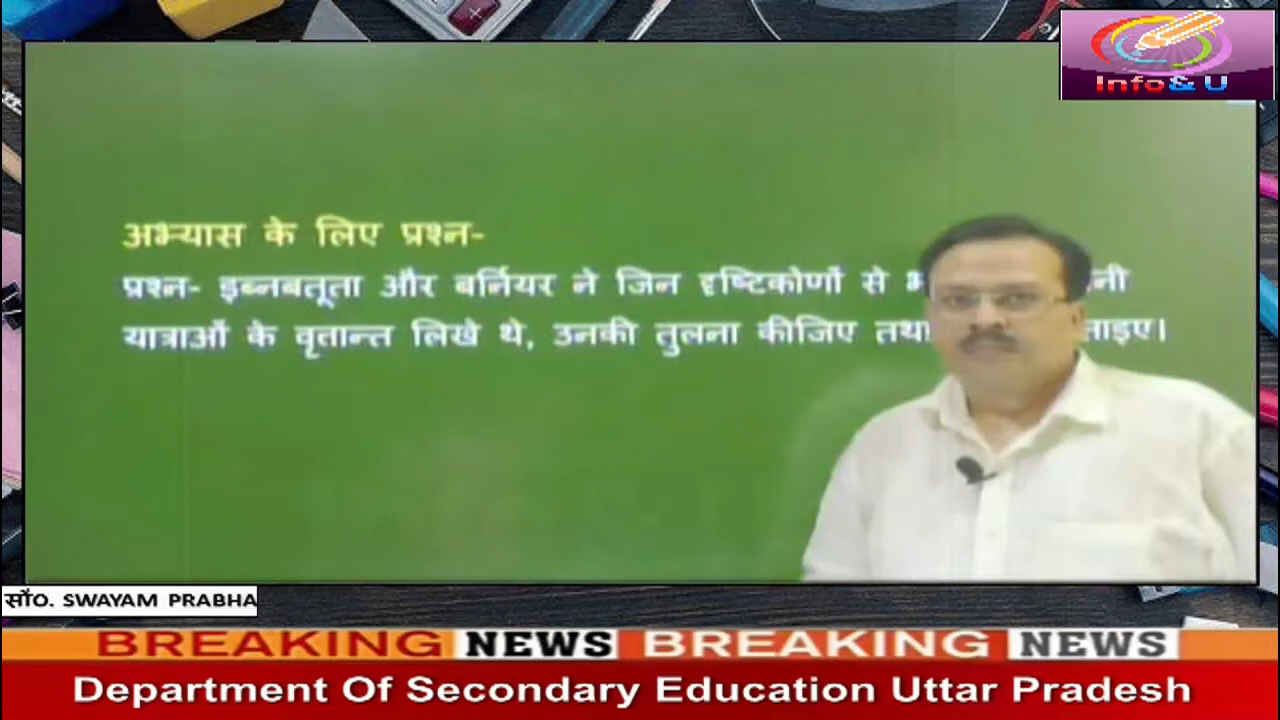 Info& U
अभ्यास के लिए प्रश्न-
प्रश्न- इब्नबतूता और बर्नियर ने जिन दृष्टिकोणों से
यात्राओं के वृत्तान्त लिखे थे, उनकी तुलना कीजिए तथा
सौO. SWAYAM PRABHA
BREAKING NEWS BREAKING NEWS
Department Of Secondary Education Uttar Pradesh